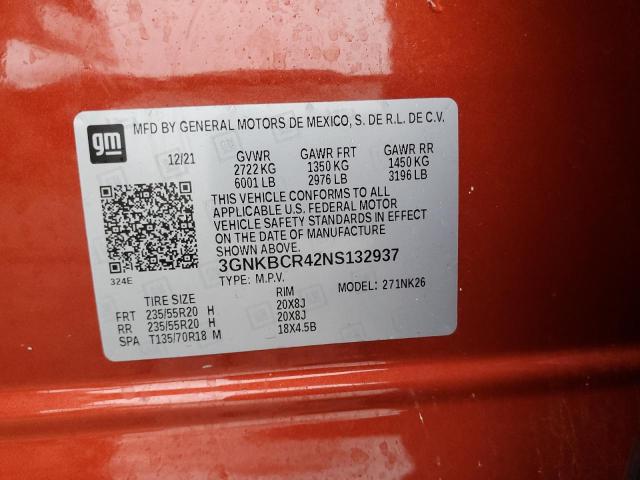 gm MFD BY GENERAL MOTORS DE MEXICO, S. DE R.L. DE C.V.
12/21 GVWR GAWR FRT GAWR RR
2722 KG 1350 KG 1450 KG
6001 LB 2976 LB 3196 LB
THIS VEHICLE CONFORMS TO ALL
APPLICABLE U.S. FEDERAL MOTOR
VEHICLE SAFETY STANDARDS IN EFFECT
ON THE DATE OF MANUFACTURE
SHOWN ABOVE.
324E
3GNKBCR42NS132937
TYPE: M.P.V. MODEL: 271NK26
TIRE SIZE RIM
FRT 235/55R20 H 20X8J
RR 235/55R20 H 20X8J
SPA T135/70R18 M 18X4.5B